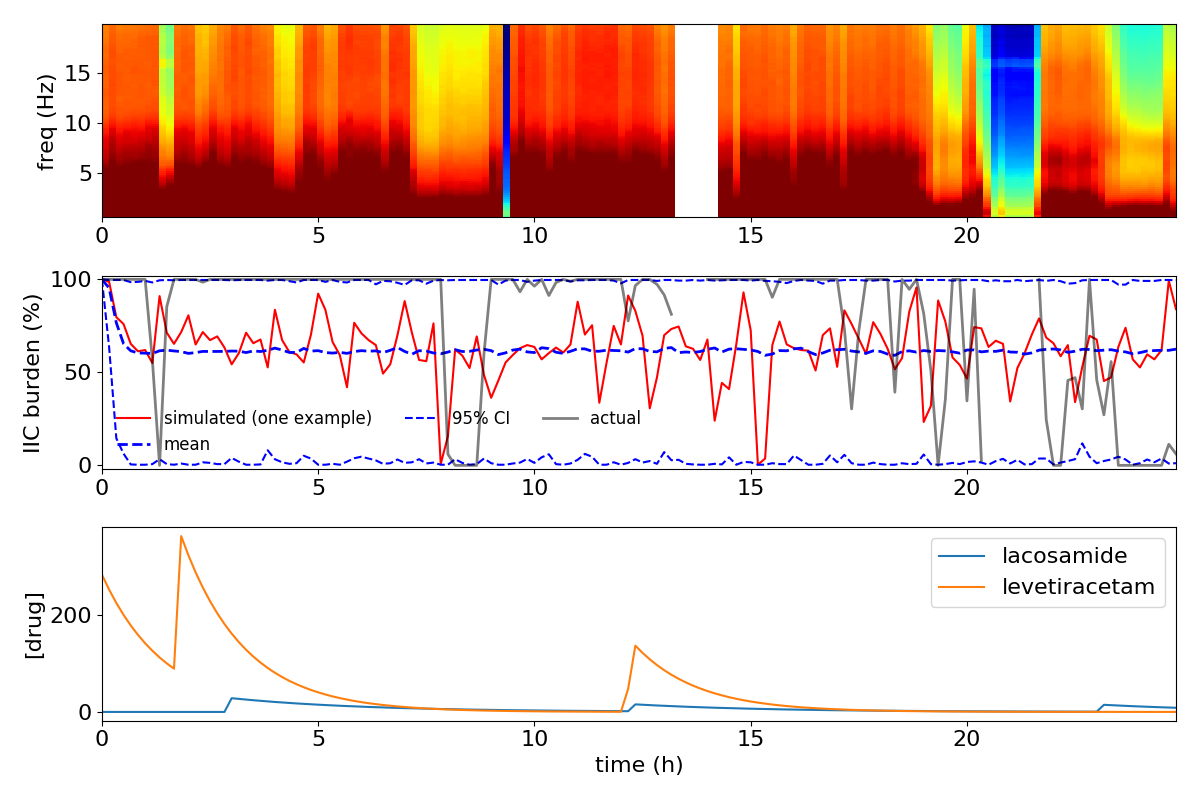 freq (Hz)
15
10
5
0 5 10 15 20
IIC burden (%)
100
50
0
simulated (one example) 95% CI actual
mean
0 5 10 15 20
[drug]
200
0
lacosamide
levetiracetam
0 5 10 15 20
time (h)